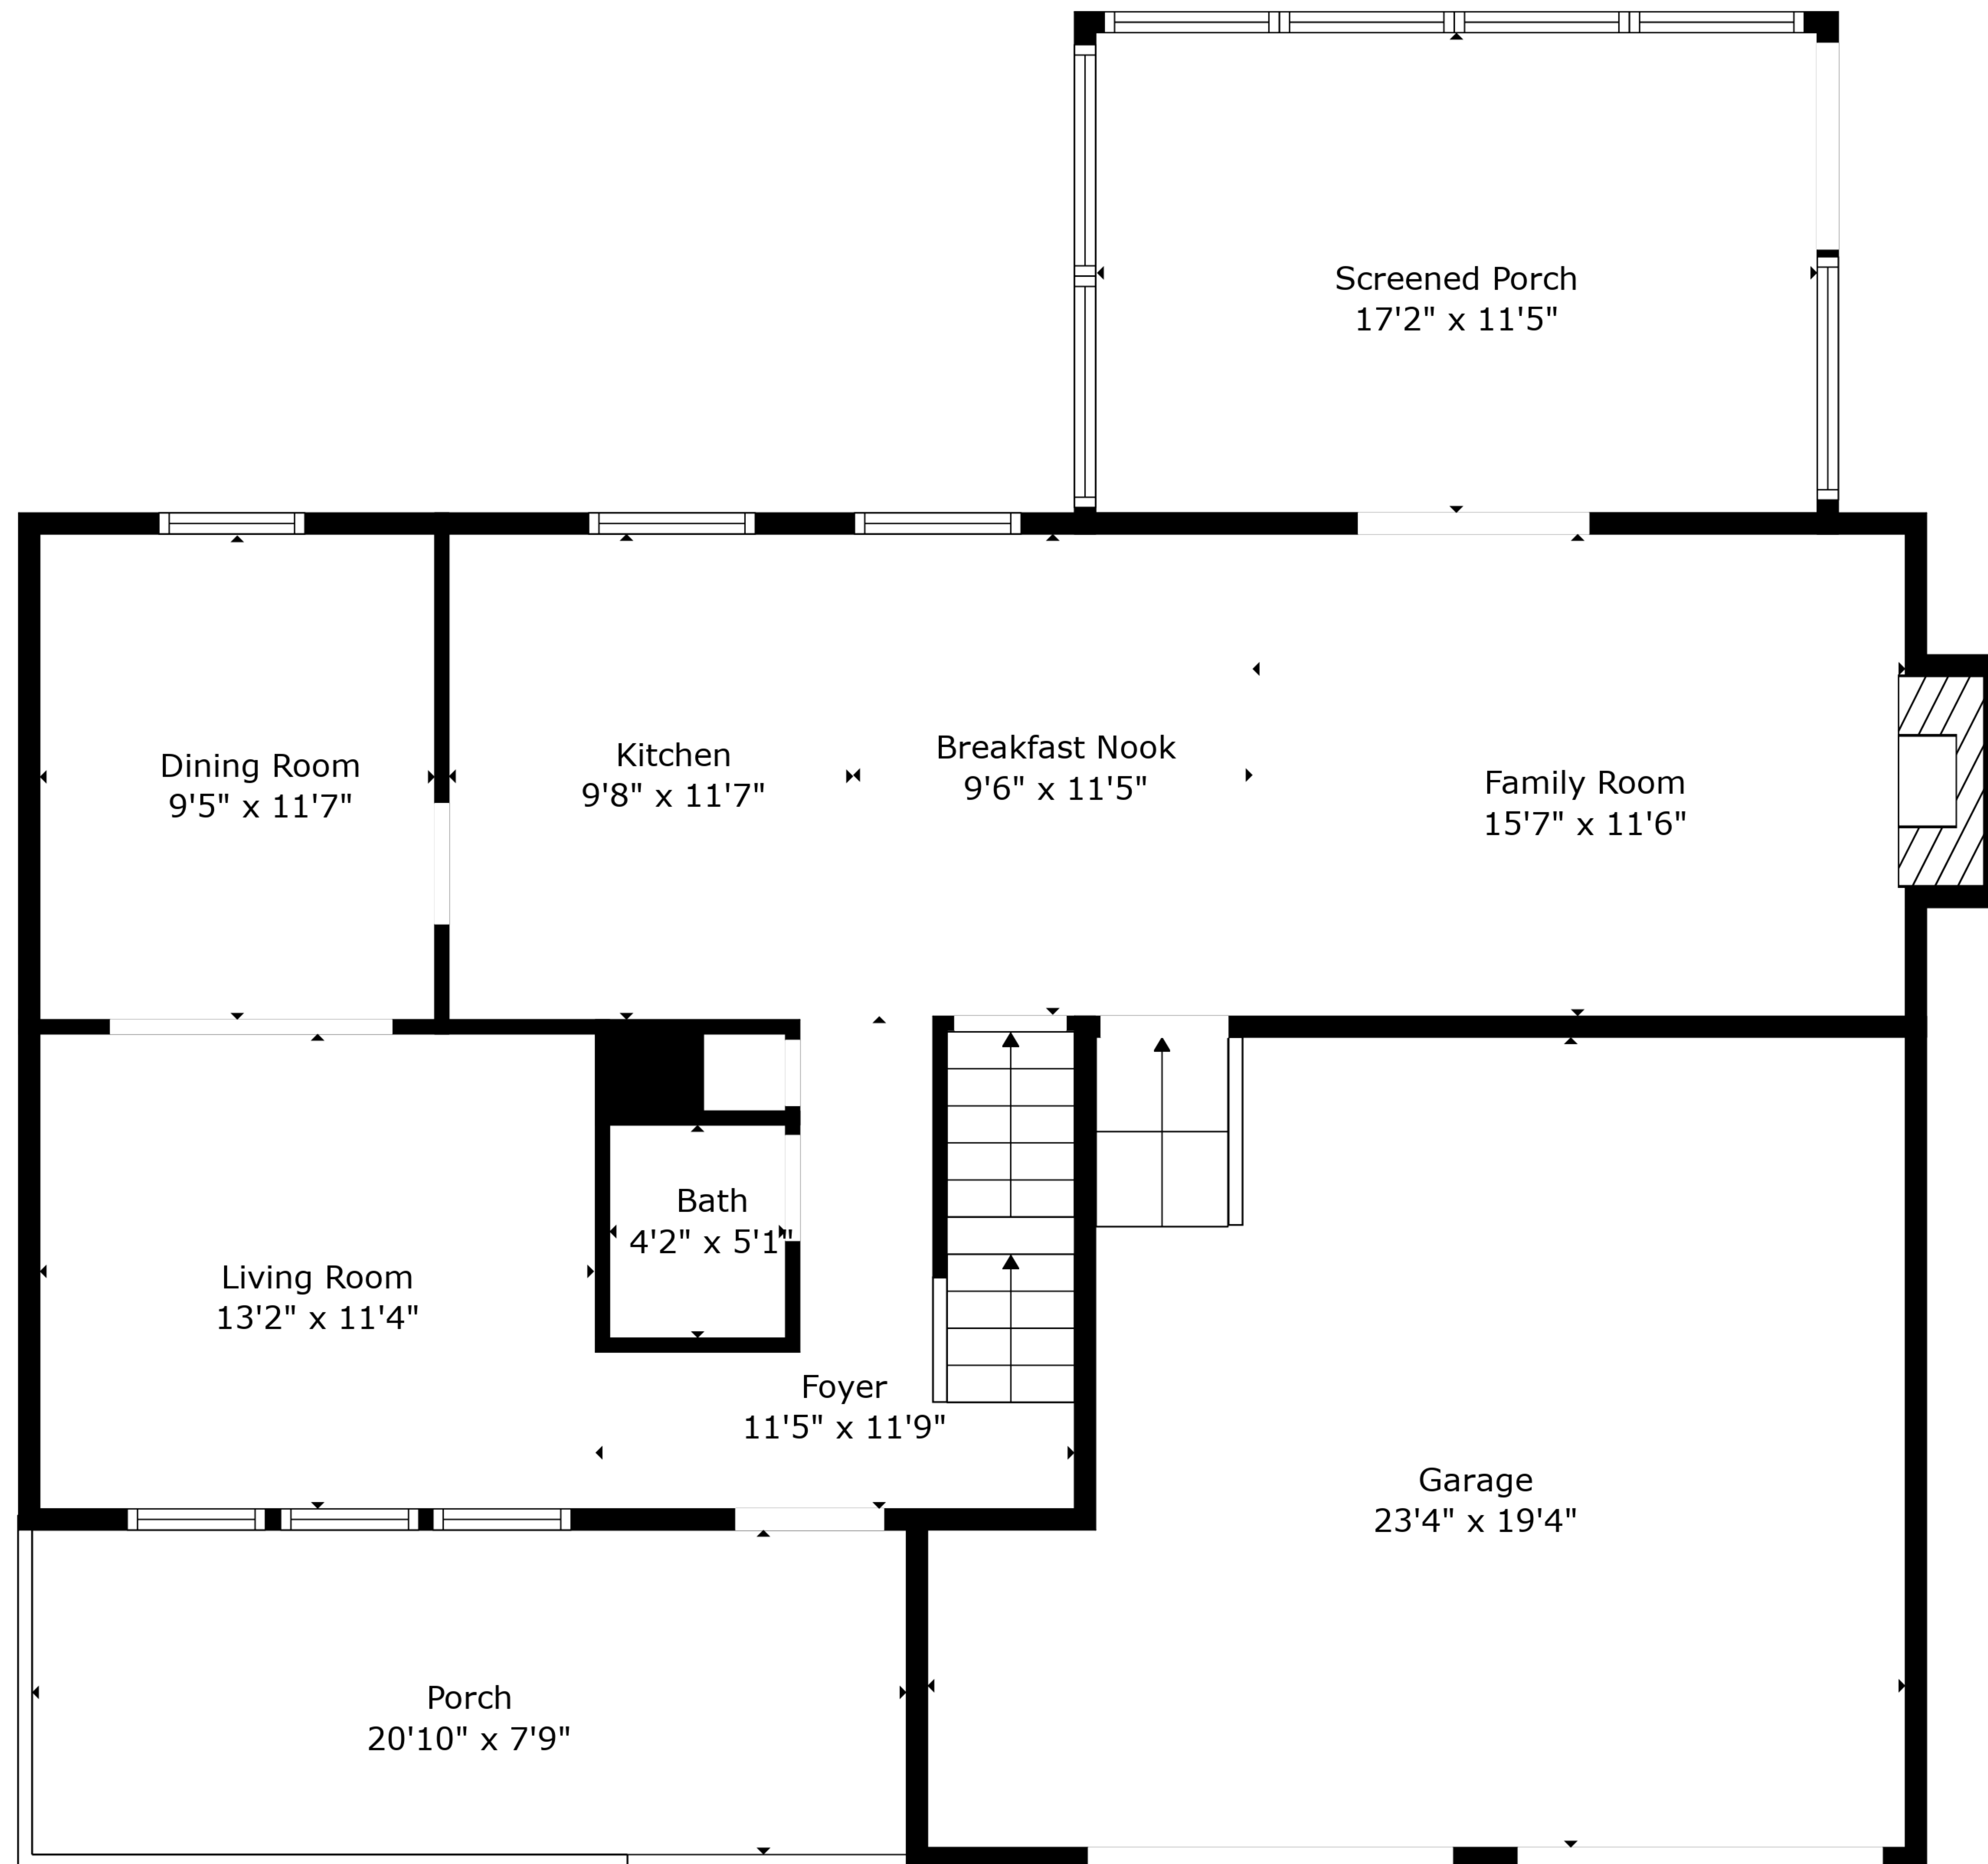 Screened Porch
17'2" x 11'5"
Dining Room
9'5" x 11'7"
Kitchen
9'8" x 11'7"
Breakfast Nook
9'6" x 11'5"
Family Room
15'7" x 11'6"
Bath
4'2" x 5'1"
Living Room
13'2" x 11'4"
Foyer
11'5" x 11'9"
Garage
23'4" x 19'4"
Porch
20'10" x 7'9"